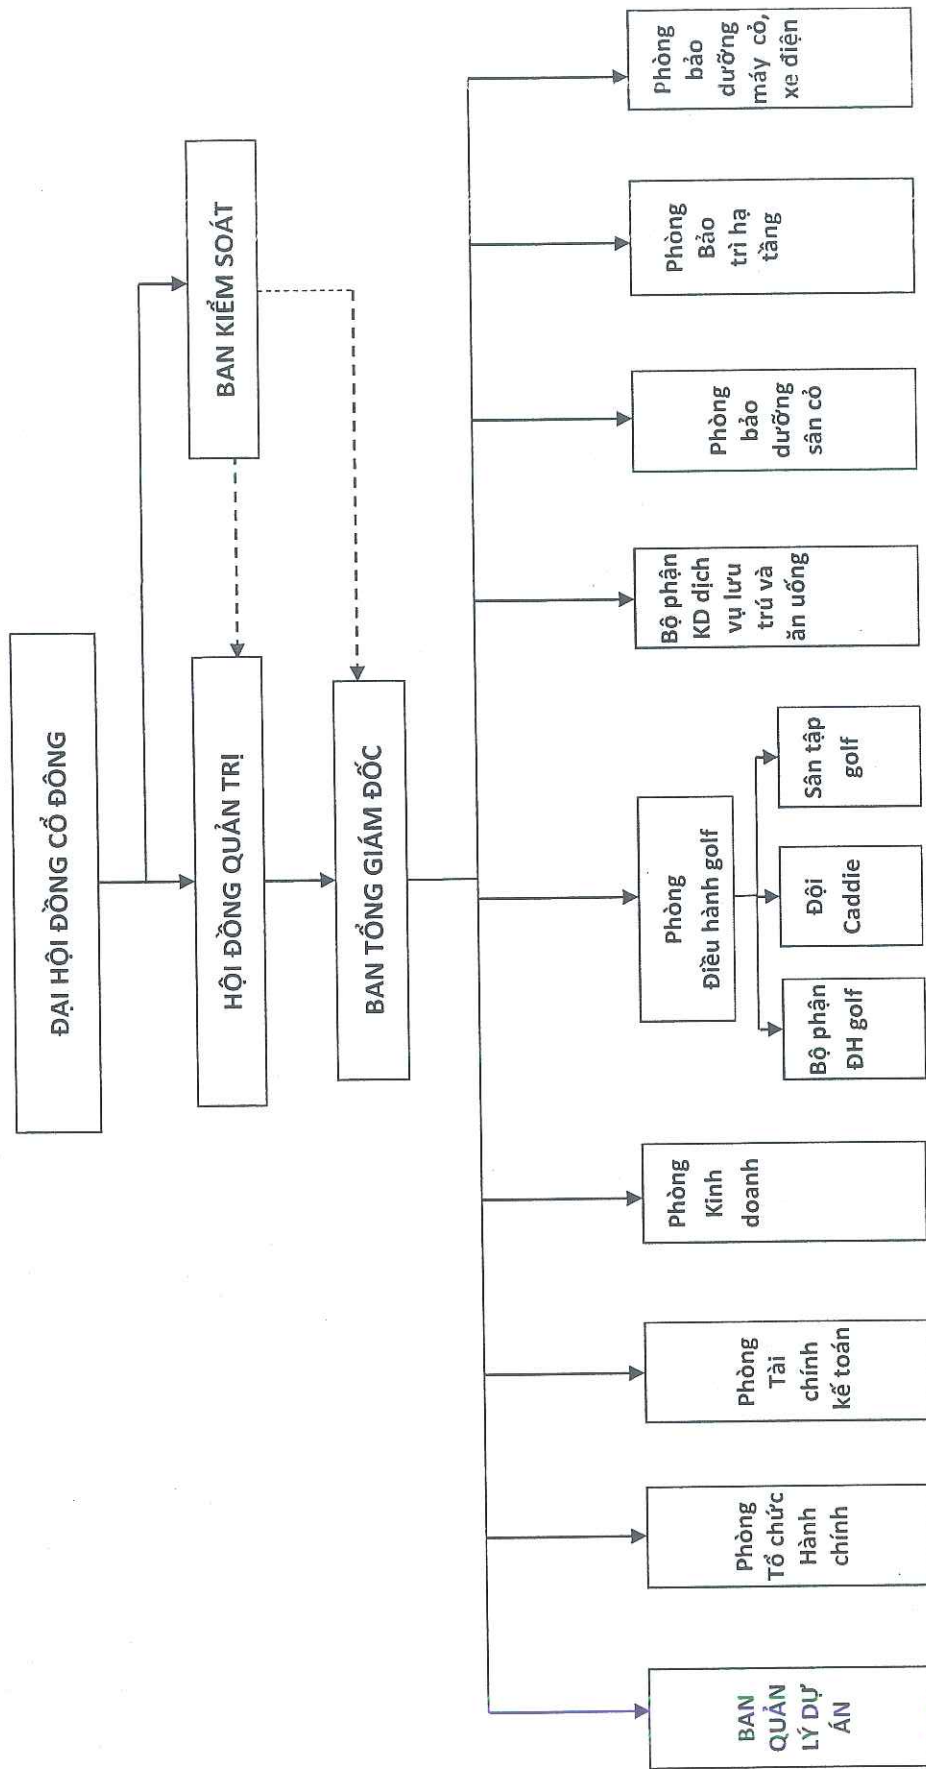 ĐẠI HỘI ĐỒNG CỔ ĐÔNG
BAN KIỂM SOÁT
HỘI ĐỒNG QUẢN TRỊ
BAN TỔNG GIÁM ĐỐC
BAN
QUẢN
LÝ DỰ
ÁN
Phòng
Tổ chức
Hành
chính
Phòng
Tài
chính
kế toán
Phòng
Kinh
doanh
Phòng
Điều hành golf
Bộ phận
ĐH golf
Đội
Caddie
Sân tập
golf
Bộ phận
KD dịch
vụ lưu
trú và
ăn uống
Phòng
bảo
dưỡng
sân cỏ
Phòng
Bảo
trì hạ
tầng
Phòng
bảo
dưỡng
máy cỏ,
xe điện